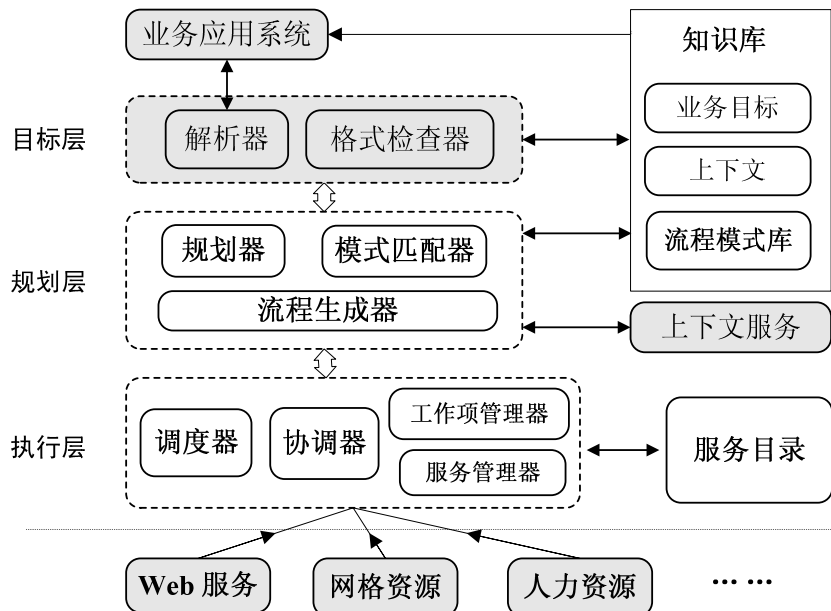 业务应用系统
知识库
目标层
解析器
格式检查器
业务目标
上下文
流程模式库
规划层
规划器
模式匹配器
流程生成器
上下文服务
执行层
调度器
协调器
工作项管理器
服务管理器
服务目录
Web 服务
网格资源
人力资源
... ...